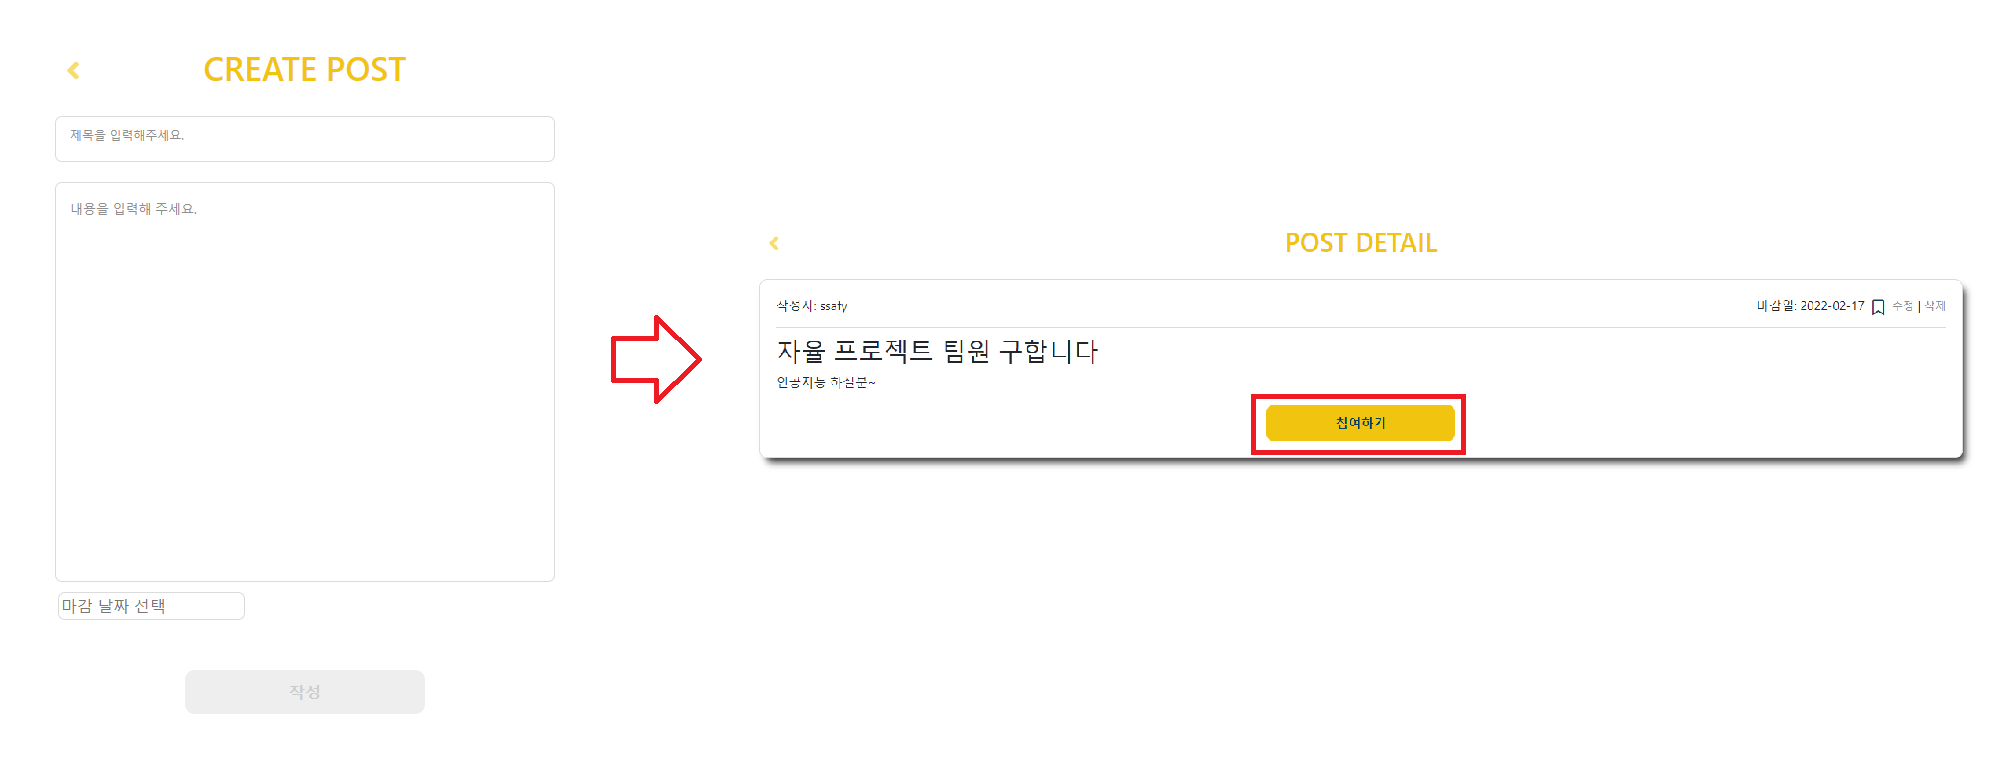 CREATE POST
제목을 입력해주세요.
내용을 입력해 주세요.
마감 날짜 선택
작성
POST DETAIL
작성자: ssafy
마감일: 2022-02-17 수정 | 삭제
자율 프로젝트 팀원 구합니다
인공지능 하실분~
참여하기